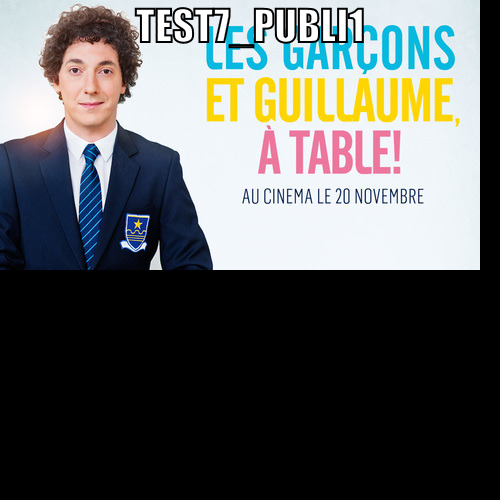 TEST7_PUBLI1
LES GARÇONS
ET GUILLAUME,
À TABLE!
AU CINEMA LE 20 NOVEMBRE